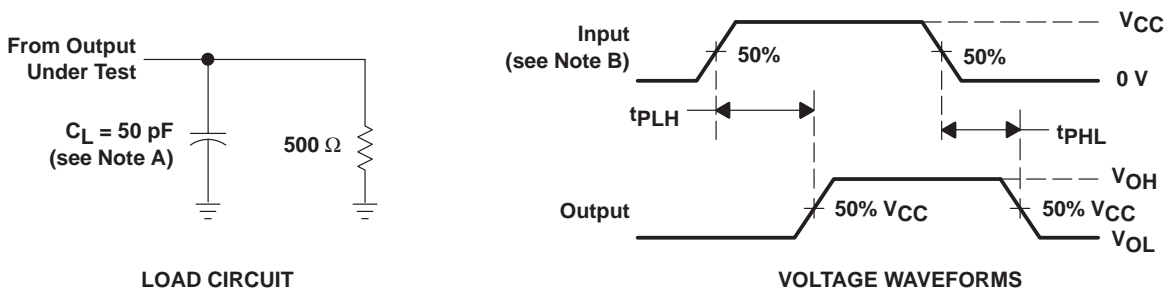 From Output
Under Test
CL = 50 pF
(see Note A)
500 Ω
LOAD CIRCUIT
Input
(see Note B)
50%
50%
VCC
0 V
tPLH
tPHL
Output
50% VCC
50% VCC
VOH
VOL
VOLTAGE WAVEFORMS